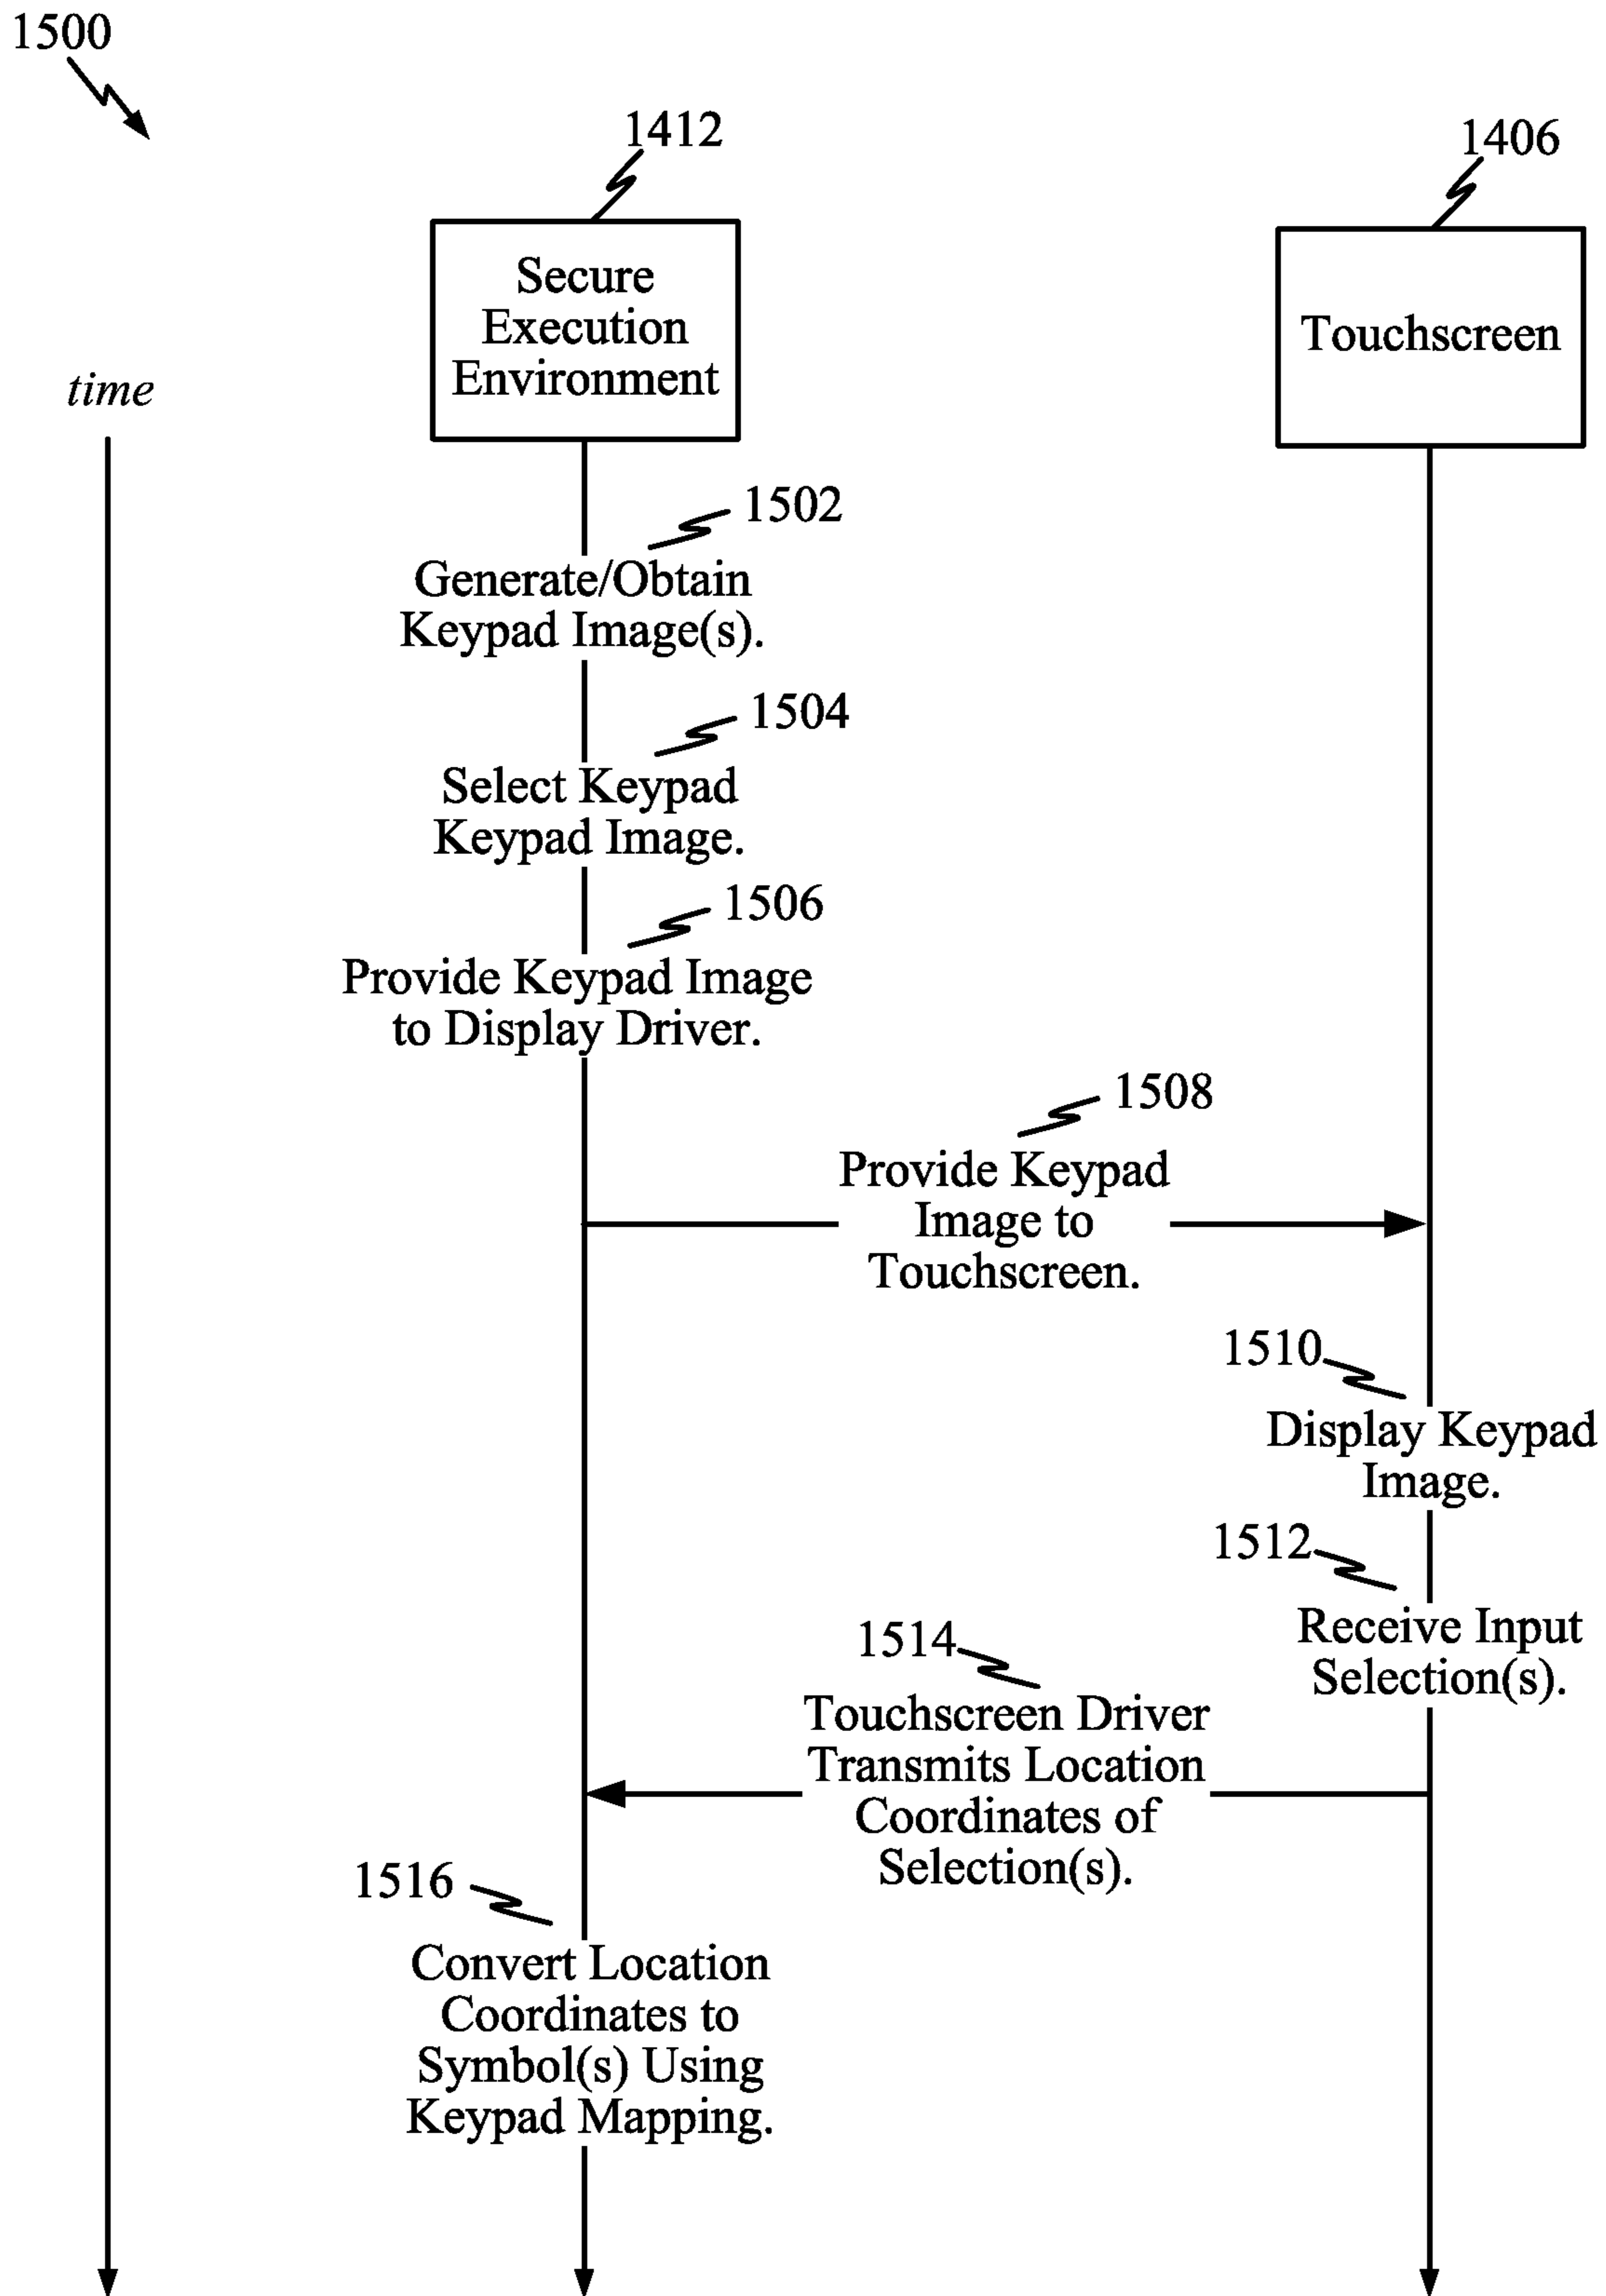 1500
1412
1406
Secure
Execution
Environment
Touchscreen
time
1502
Generate/Obtain
Keypad Image(s).
1504
Select Keypad
Keypad Image.
1506
Provide Keypad Image
to Display Driver.
1508
Provide Keypad
Image to
Touchscreen.
1510
Display Keypad
Image.
1512
Receive Input
Selection(s).
1514
Touchscreen Driver
Transmits Location
Coordinates of
Selection(s).
1516
Convert Location
Coordinates to
Symbol(s) Using
Keypad Mapping.